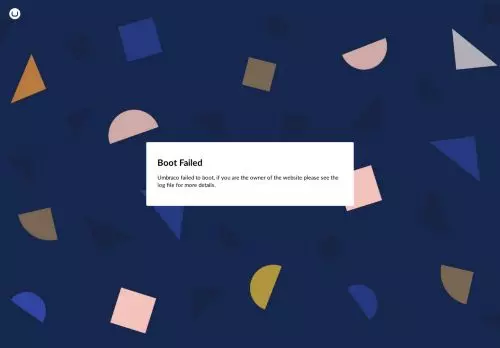 Boot Failed
Umbraco failed to boot, if you are the owner of the website please see the
log file for more details.